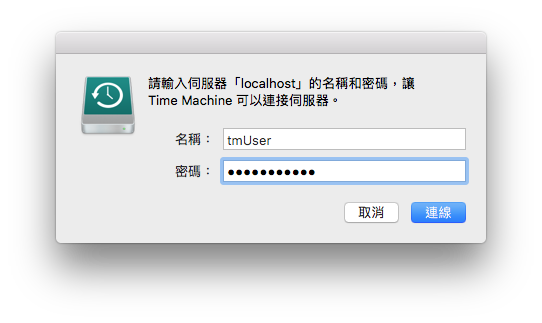 請輸入伺服器「localhost」的名稱和密碼，讓
Time Machine 可以連接伺服器。
名稱： tmUser
密碼： ●●●●●●●●●●●
取消 連線